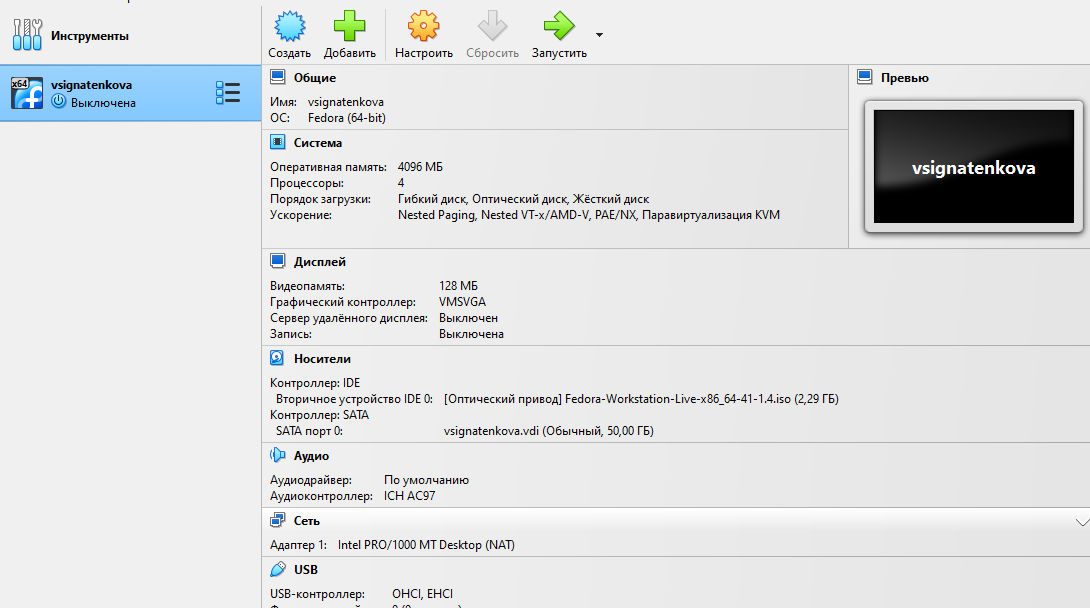 Инструменты
Создать Добавить Настроить Сбросить Запустить
x64
vsignatenkova
Выключена
Общие
Имя: vsignatenkova
ОС: Fedora (64-bit)
Превью
vsignatenkova
Система
Оперативная память: 4096 МБ
Процессоры: 4
Порядок загрузки: Гибкий диск, Оптический диск, Жёсткий диск
Ускорение: Nested Paging, Nested VT-x/AMD-V, PAE/NX, Паравиртуализация KVM
Дисплей
Видеопамять: 128 МБ
Графический контроллер: VMSVGA
Сервер удалённого дисплея: Выключен
Запись: Выключена
Носители
Контроллер: IDE
Вторичное устройство IDE 0: [Оптический привод] Fedora-Workstation-Live-x86_64-41-1.4.iso (2,29 ГБ)
Контроллер: SATA
SATA порт 0: vsignatenkova.vdi (Обычный, 50,00 ГБ)
Аудио
Аудиодрайвер: По умолчанию
Аудиоконтроллер: ICH AC97
Сеть
Адаптер 1: Intel PRO/1000 MT Desktop (NAT)
USB
USB-контроллер: OHCI, EHCI